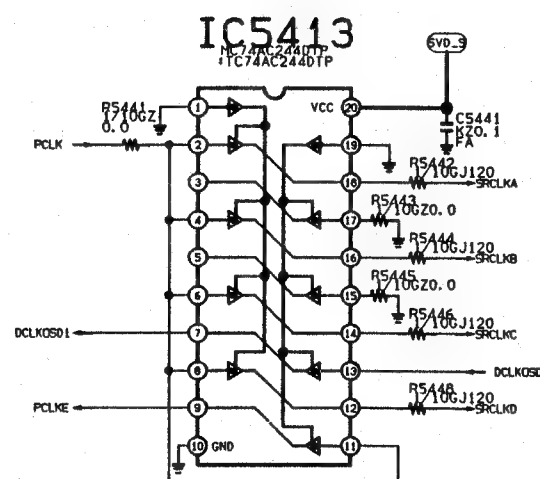 IC5413
MC74AC244DTP
:TC74AC244DTP
5VD_S
R5441
1/10GZ
0.0
1
VCC
20
C5441
KZ0.1
FA
PCLK
2
19
R5442
1/10GJ120
3
18
SRCLKA
R5443
1/10GZ0.0
4
17
R5444
1/10GJ120
5
16
SRCLKB
R5445
1/10GZ0.0
6
15
R5446
1/10GJ120
DCLKOSD1
7
14
SRCLKC
8
13
DCLKOSD
R5448
1/10GJ120
PCLKE
9
12
SRCLKD
10
GND
11